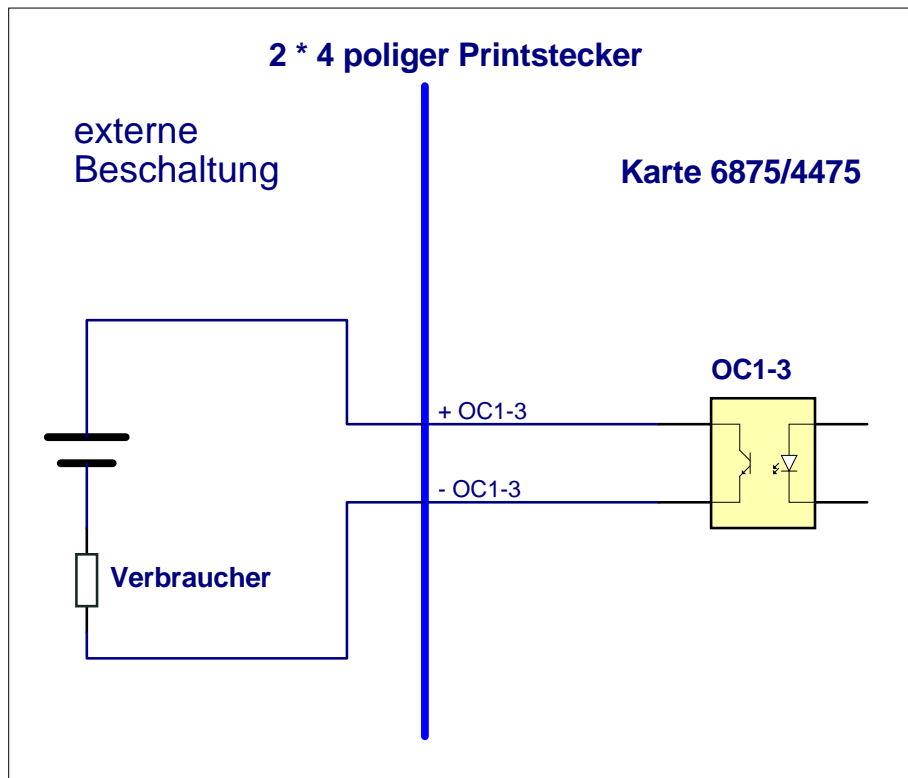 2 * 4 poliger Printstecker
externe
Beschaltung
Karte 6875/4475
OC1-3
+ OC1-3
- OC1-3
Verbraucher